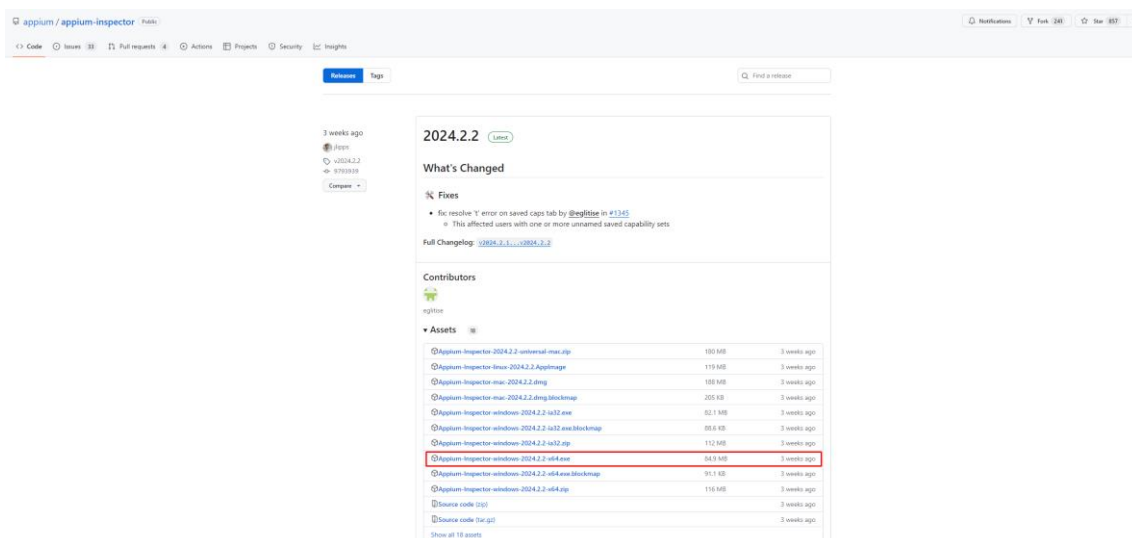 appium / appium-inspector Public
Notifications Fork 241 Star 857
Code Issues 33 Pull requests 4 Actions Projects Security Insights
Releases Tags
Find a release
3 weeks ago
2024.2.2 Latest
v2024.2.2
What's Changed
Compare
🛠 Fixes
fix: resolve 't' error on saved caps tab by @eglitise in #1345
This affected users with one or more unnamed saved capability sets
Full Changelog: v2024.2.1...v2024.2.2
Contributors
eglitise
Assets 18
Appium-Inspector-2024.2.2-universal-mac.zip 180 MB 3 weeks ago
Appium-Inspector-linux-2024.2.2.AppImage 119 MB 3 weeks ago
Appium-Inspector-mac-2024.2.2.dmg 188 MB 3 weeks ago
Appium-Inspector-mac-2024.2.2.dmg.blockmap 205 KB 3 weeks ago
Appium-Inspector-windows-2024.2.2-ia32.exe 82.1 MB 3 weeks ago
Appium-Inspector-windows-2024.2.2-ia32.exe.blockmap 88.6 KB 3 weeks ago
Appium-Inspector-windows-2024.2.2-ia32.zip 112 MB 3 weeks ago
Appium-Inspector-windows-2024.2.2-x64.exe 84.9 MB 3 weeks ago
Appium-Inspector-windows-2024.2.2-x64.exe.blockmap 91.1 KB 3 weeks ago
Appium-Inspector-windows-2024.2.2-x64.zip 116 MB 3 weeks ago
Source code (zip) 3 weeks ago
Source code (tar.gz) 3 weeks ago
Show all 18 assets